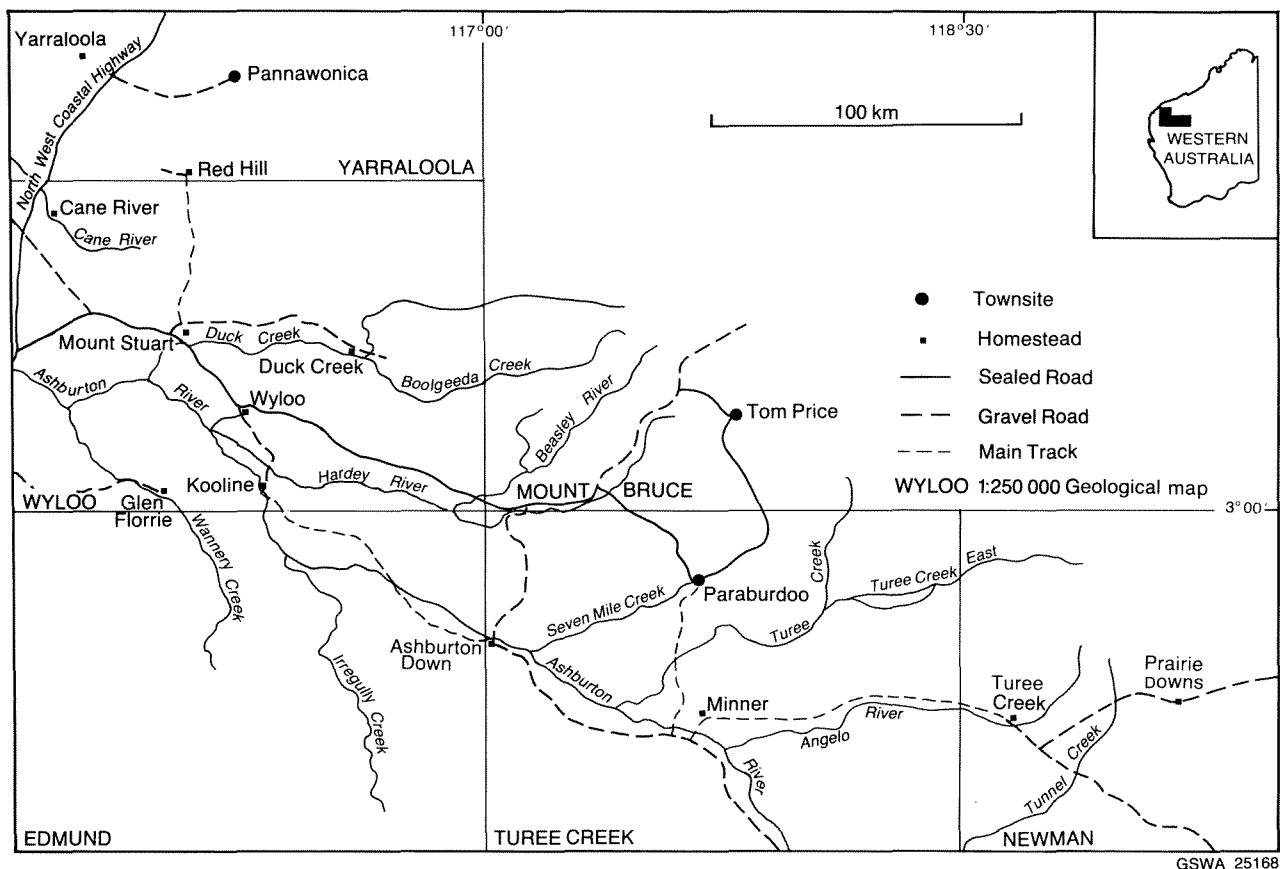 117°00′
118°30′
Yarraloola
North West Coastal Highway
Pannawonica
100 km
WESTERN
AUSTRALIA
Red Hill
YARRALOOLA
Cane River
Cane River
Townsite
Homestead
Sealed Road
Gravel Road
Main Track
WYLOO 1:250 000 Geological map
Mount Stuart
Duck Creek
Duck Creek
Boolgeeda Creek
Ashburton
River
Wyloo
Beasley River
Tom Price
Kooline
Hardey River
MOUNT BRUCE
WYLOO
Glen
Florrie
3°00′
Wannery Creek
Paraburdoo
Seven Mile Creek
Turee Creek
Turee Creek East
Irregully Creek
Ashburton
Down
Ashburton
River
Minner
Angelo River
Turee
Creek
Prairie
Downs
Tunnel Creek
EDMUND
TUREE CREEK
NEWMAN
GSWA 25168